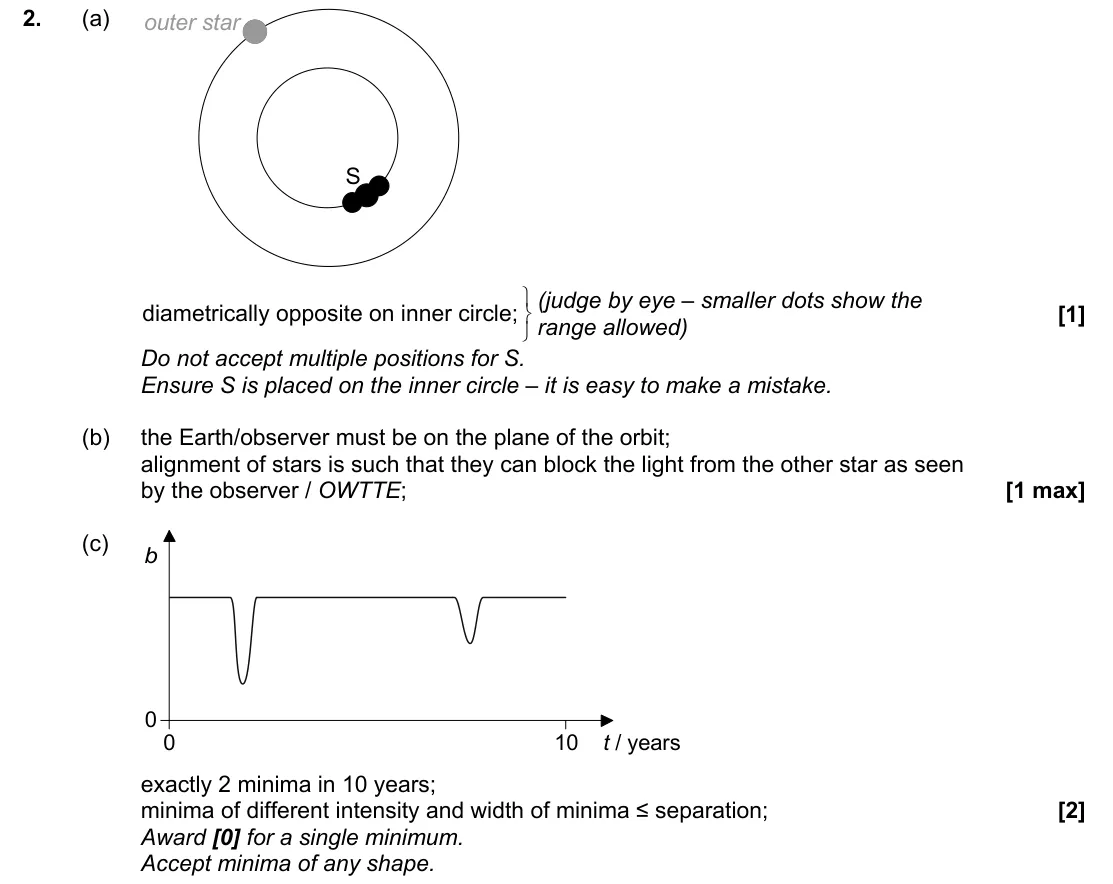 2. (a) outer star
S
diametrically opposite on inner circle; (judge by eye – smaller dots show the
range allowed) [1]
Do not accept multiple positions for S.
Ensure S is placed on the inner circle – it is easy to make a mistake.
(b) the Earth/observer must be on the plane of the orbit;
alignment of stars is such that they can block the light from the other star as seen
by the observer / OWTTE; [1 max]
(c) b
0
0 10 t / years
exactly 2 minima in 10 years;
minima of different intensity and width of minima ≤ separation; [2]
Award [0] for a single minimum.
Accept minima of any shape.